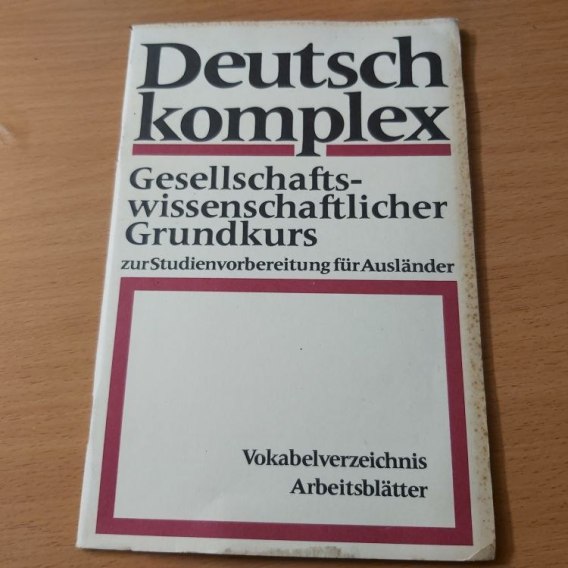 Deutsch
komplex
Gesellschafts-
wissenschaftlicher
Grundkurs
zur Studienvorbereitung für Ausländer
Vokabelverzeichnis
Arbeitsblätter